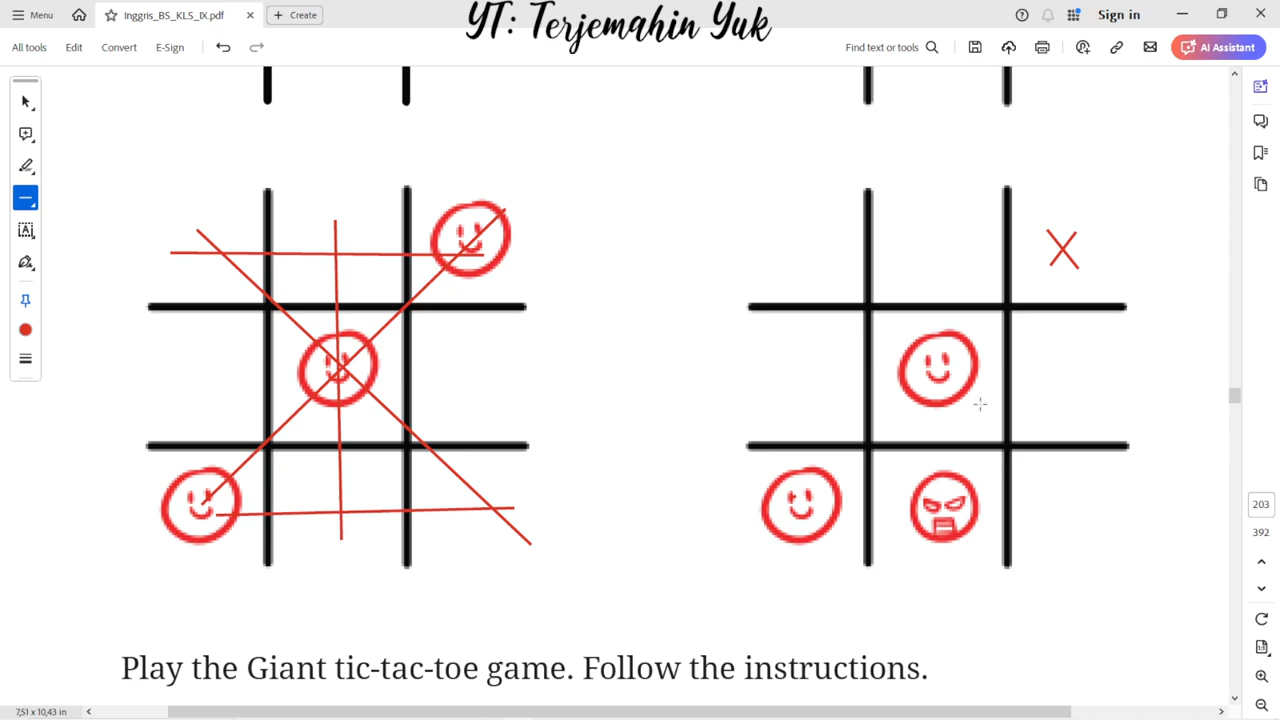 Menu
Inggris_BS_KLS_IX.pdf
Create
YT: Terjemahin Yuk
Sign in
All tools
Edit
Convert
E-Sign
Find text or tools
AI Assistant
X
203
392
Play the Giant tic-tac-toe game. Follow the instructions.
7,51 x 10,43 in